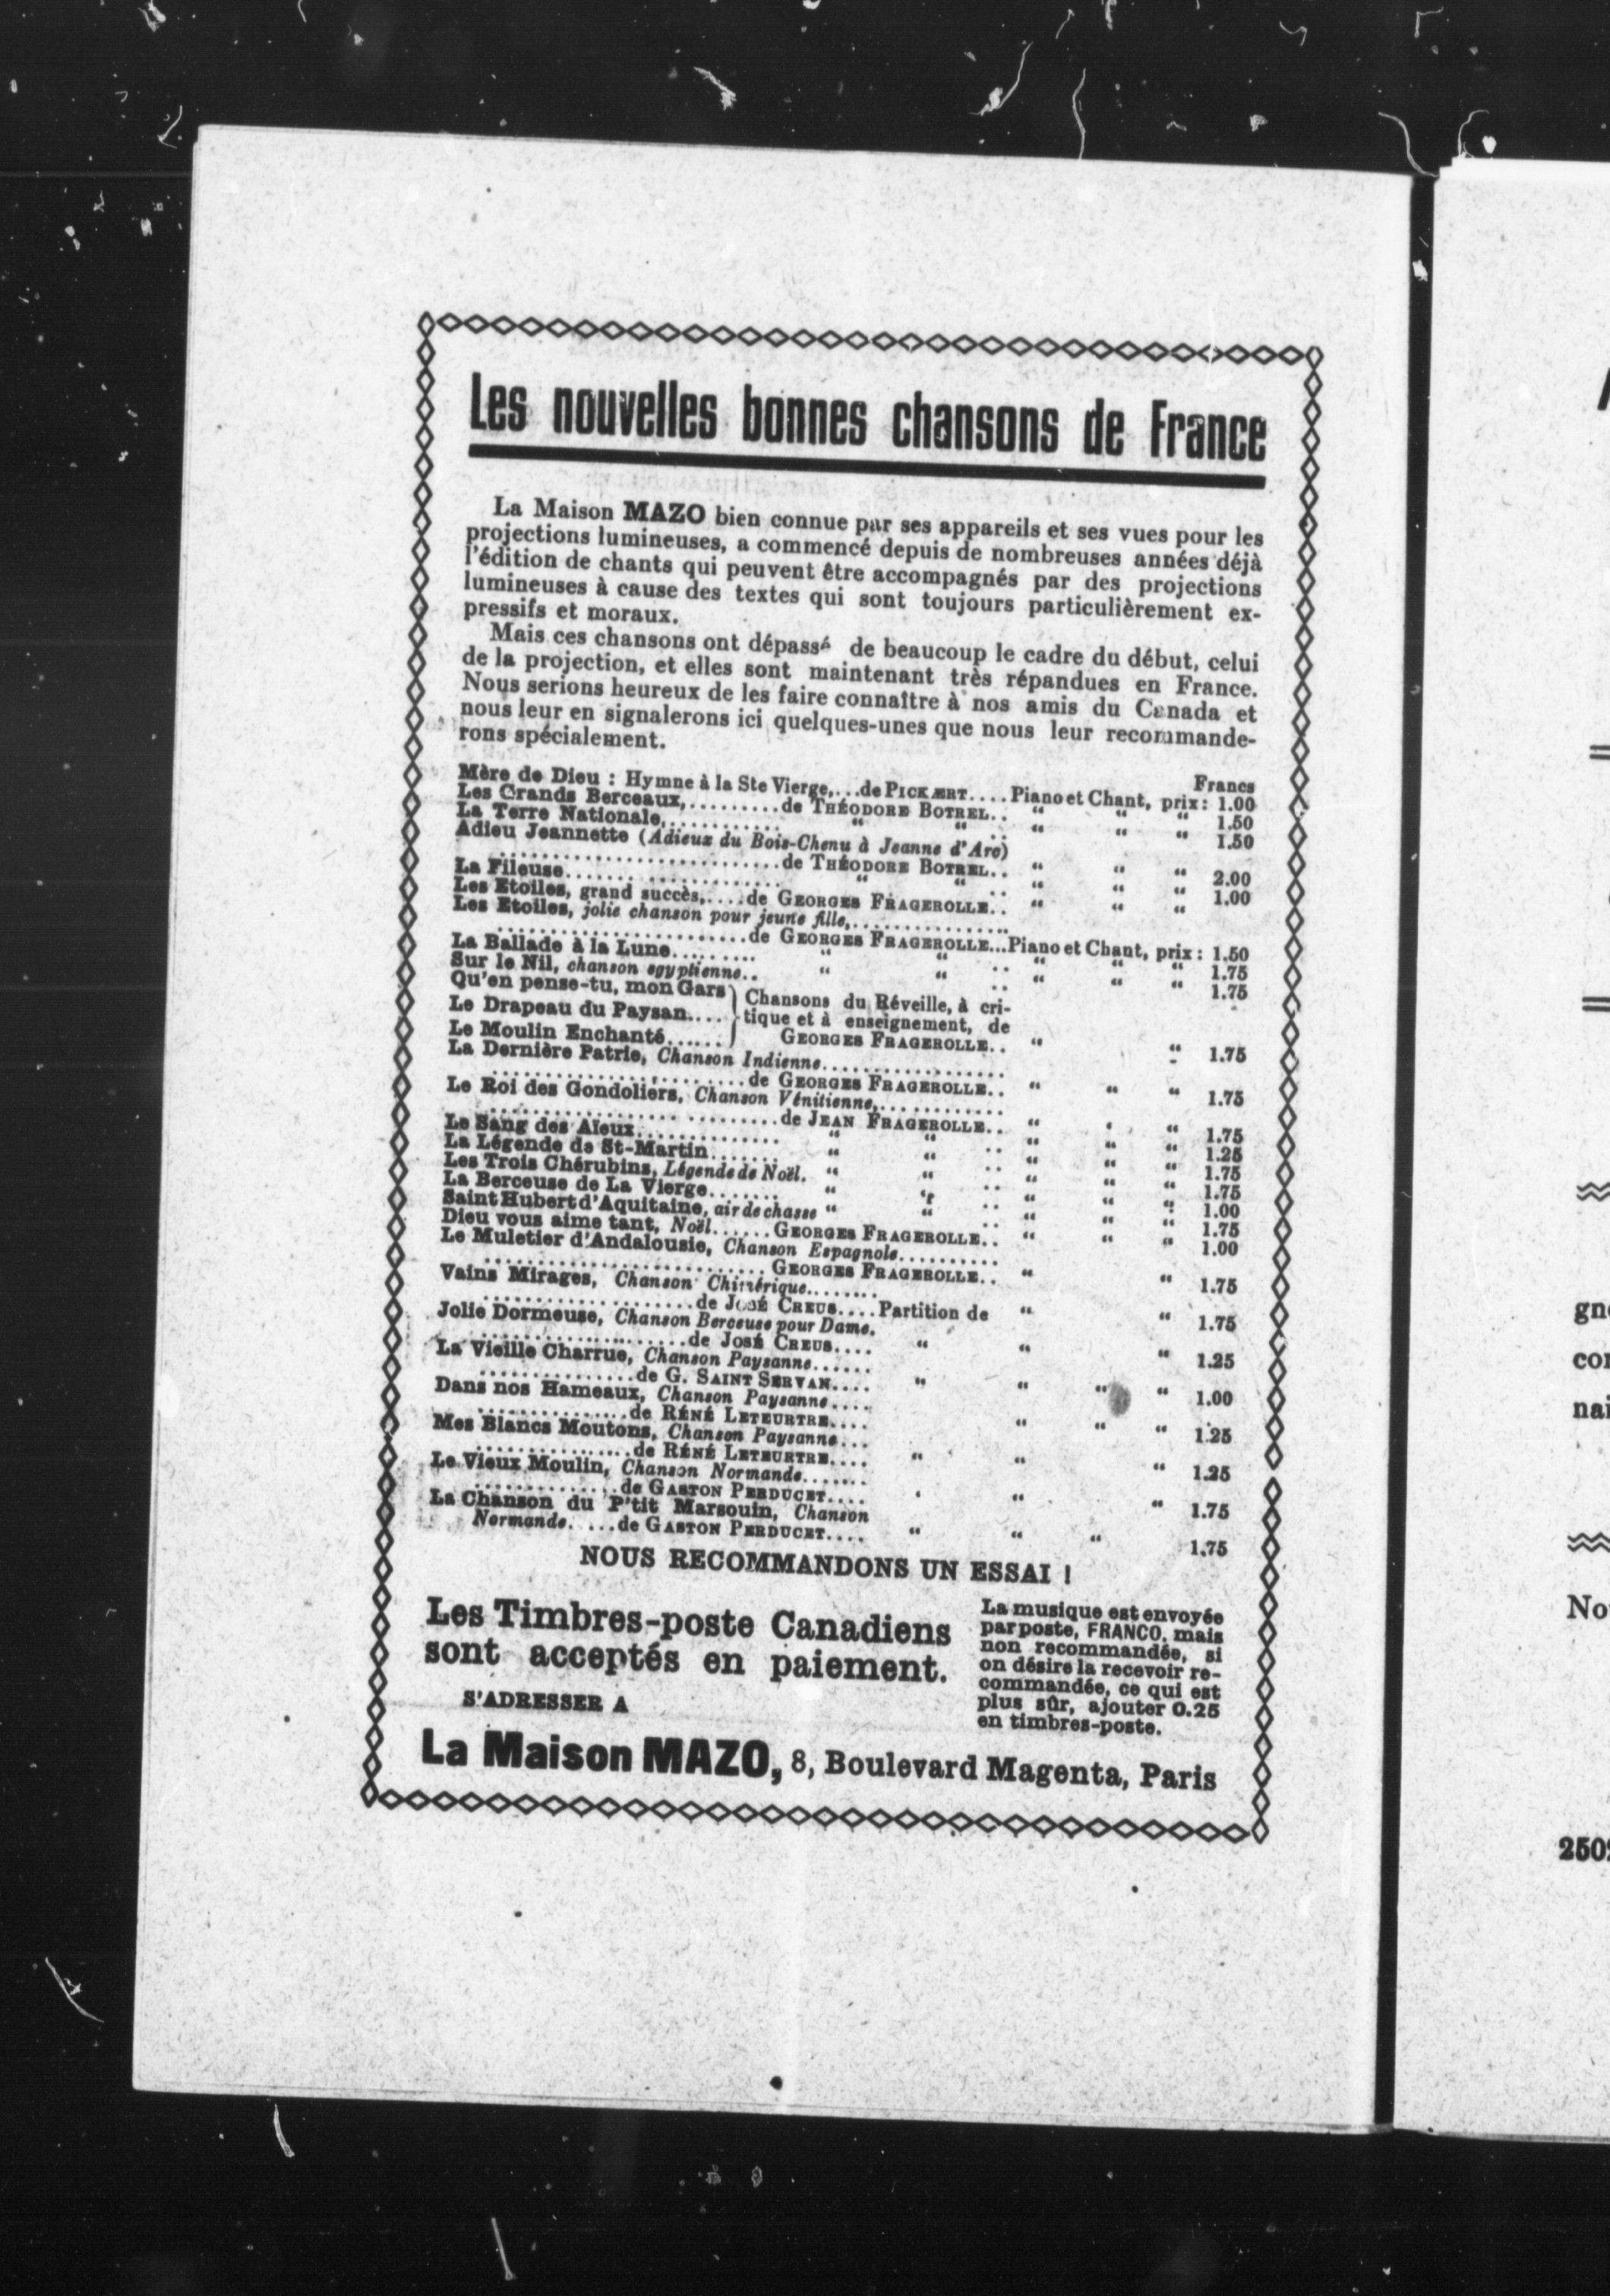 Les nouvelles bonnes chansons de France
La Maison MAZO bien connue par ses appareils et ses vues pour les
projections lumineuses, a commencé depuis de nombreuses années déjà
l'édition de chants qui peuvent être accompagnés par des projections
lumineuses à cause des textes qui sont toujours particulièrement ex-
pressifs et moraux.
Mais ces chansons ont dépassé de beaucoup le cadre du début, celui
de la projection, et elles sont maintenant très répandues en France.
Nous serions heureux de les faire connaître à nos amis du Canada et
nous leur en signalerons ici quelques-unes que nous leur recommande-
rons spécialement.
Francs
Mère de Dieu : Hymne à la Ste Vierge,...de PICKÆRT....Piano et Chant, prix: 1.00
Les Grands Berceaux,.........de THÉODORE BOTREL.. " " " 1.50
La Terre Nationale,............ " " .. " " " 1.50
Adieu Jeannette (Adieux du Bois-Chenu à Jeanne d'Arc)
............................de THÉODORE BOTREL.. " " " 2.00
La Fileuse...................... " " .. " " " 1.00
Les Etoiles, grand succès,....de GEORGES FRAGEROLLE.. " " "
Les Etoiles, jolie chanson pour jeune fille,................
.........................de GEORGES FRAGEROLLE...Piano et Chant, prix: 1.50
La Ballade à la Lune......... " " .. " " " 1.75
Sur le Nil, chanson egyptienne.. " " .. " " " 1.75
Qu'en pense-tu, mon Gars } Chansons du Réveille, à cri-
Le Drapeau du Paysan.... } tique et à enseignement, de
Le Moulin Enchanté...... } GEORGES FRAGEROLLE.. " " 1.75
La Dernière Patrie, Chanson Indienne...................
.........................de GEORGES FRAGEROLLE.. " " " 1.75
Le Roi des Gondoliers, Chanson Vénitienne,.............
.............................de JEAN FRAGEROLLE.. " " " 1.75
Le Sang des Aïeux............... " " .. " " " 1.25
La Légende de St-Martin....... " " .. " " " 1.75
Les Trois Chérubins, Légende de Noël. " " .. " " " 1.75
La Berceuse de La Vierge....... " " .. " " " 1.00
Saint Hubert d'Aquitaine, air de chasse " " .. " " " 1.75
Dieu vous aime tant, Noël......GEORGES FRAGEROLLE.. " " " 1.00
Le Muletier d'Andalousie, Chanson Espagnole..........
............................GEORGES FRAGEROLLE.. " " 1.75
Vains Mirages, Chanson Chimérique........
.....................de JOSÉ CREUS....Partition de " " 1.75
Jolie Dormeuse, Chanson Berceuse pour Dame.
....................de JOSÉ CREUS.... " " " 1.25
La Vieille Charrue, Chanson Paysanne......
................de G. SAINT SERVAN.... " " " " 1.00
Dans nos Hameaux, Chanson Paysanne....
...............de RÉNÉ LETEURTRE.... " " " 1.25
Mes Blancs Moutons, Chanson Paysanne...
................de RÉNÉ LETEURTRE.... " " " 1.25
Le Vieux Moulin, Chanson Normande.......
...............de GASTON PERDUCET.... " " " 1.75
La Chanson du P'tit Marsouin, Chanson
Normande. ...de GASTON PERDUCET.... " " " 1.75
NOUS RECOMMANDONS UN ESSAI !
Les Timbres-poste Canadiens
sont acceptés en paiement.
S'ADRESSER A
La musique est envoyée
par poste, FRANCO, mais
non recommandée, si
on désire la recevoir re-
commandée, ce qui est
plus sûr, ajouter 0.25
en timbres-poste.
La Maison MAZO, 8, Boulevard Magenta, Paris